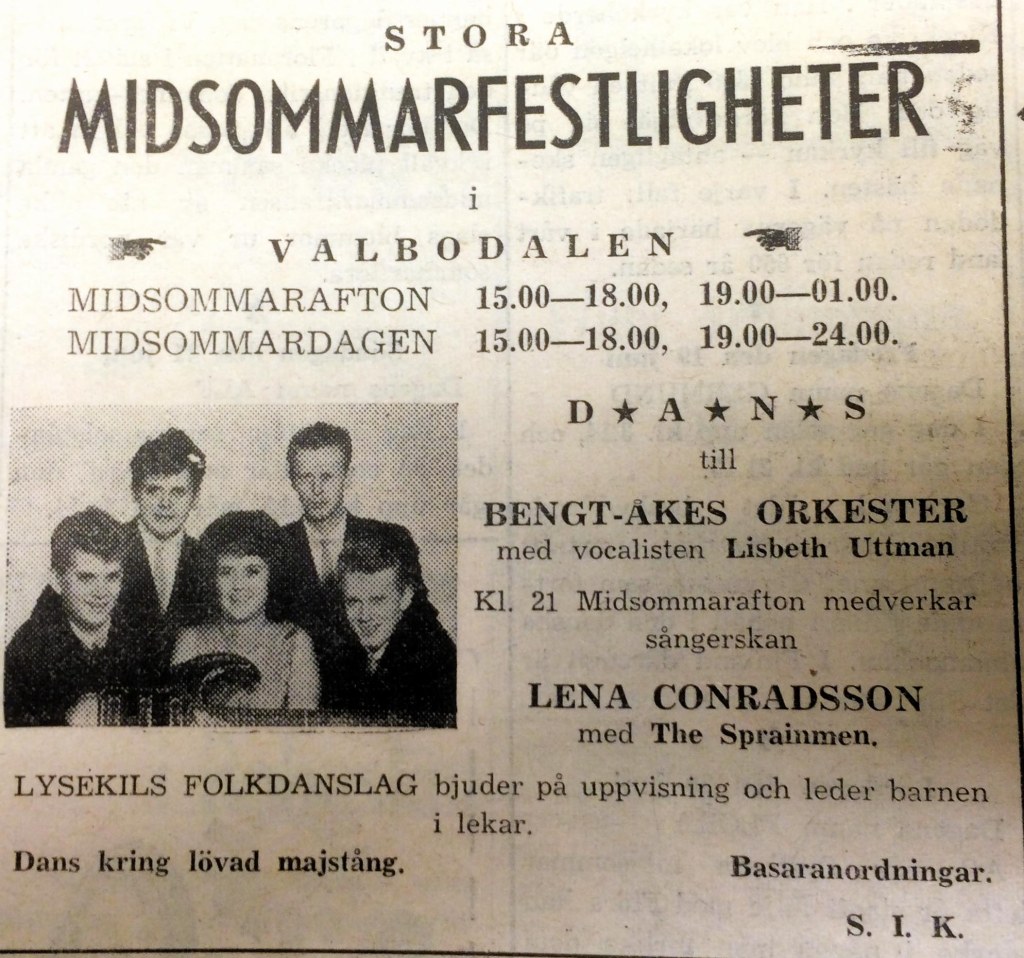 STORA
MIDSOMMARFESTLIGHETER
i
VALBODALEN
MIDSOMMARAFTON 15.00—18.00, 19.00—01.00.
MIDSOMMARDAGEN 15.00—18.00, 19.00—24.00.
D★A★N★S
till
BENGT-ÅKES ORKESTER
med vocalisten Lisbeth Uttman
Kl. 21 Midsommarafton medverkar
sångerskan
LENA CONRADSSON
med The Sprainmen.
LYSEKILS FOLKDANSLAG bjuder på uppvisning och leder barnen
i lekar.
Dans kring lövad majstång.
Basaranordningar.
S. I. K.